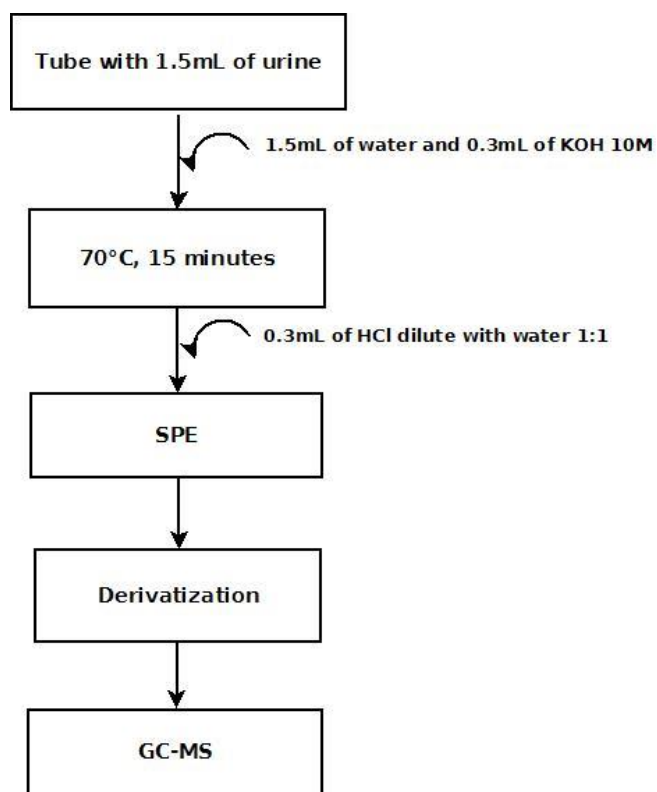 Tube with 1.5mL of urine
1.5mL of water and 0.3mL of KOH 10M
70°C, 15 minutes
0.3mL of HCl dilute with water 1:1
SPE
Derivatization
GC-MS